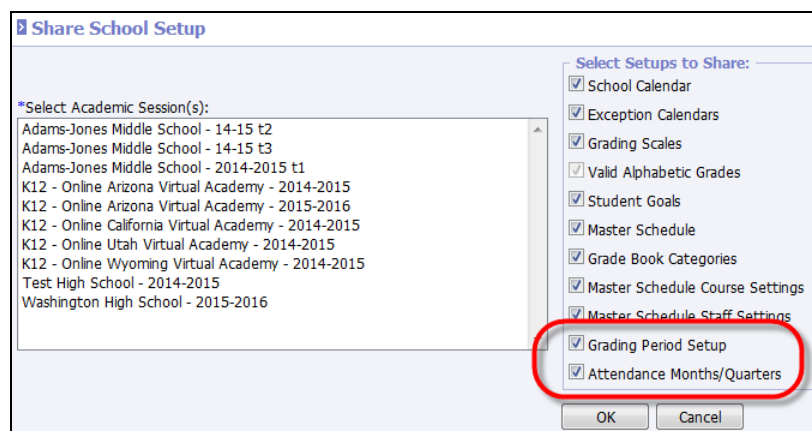 Share School Setup
*Select Academic Session(s):
Adams-Jones Middle School - 14-15 t2
Adams-Jones Middle School - 14-15 t3
Adams-Jones Middle School - 2014-2015 t1
K12 - Online Arizona Virtual Academy - 2014-2015
K12 - Online Arizona Virtual Academy - 2015-2016
K12 - Online California Virtual Academy - 2014-2015
K12 - Online Utah Virtual Academy - 2014-2015
K12 - Online Wyoming Virtual Academy - 2014-2015
Test High School - 2014-2015
Washington High School - 2015-2016
Select Setups to Share:
School Calendar
Exception Calendars
Grading Scales
Valid Alphabetic Grades
Student Goals
Master Schedule
Grade Book Categories
Master Schedule Course Settings
Master Schedule Staff Settings
Grading Period Setup
Attendance Months/Quarters
OK
Cancel